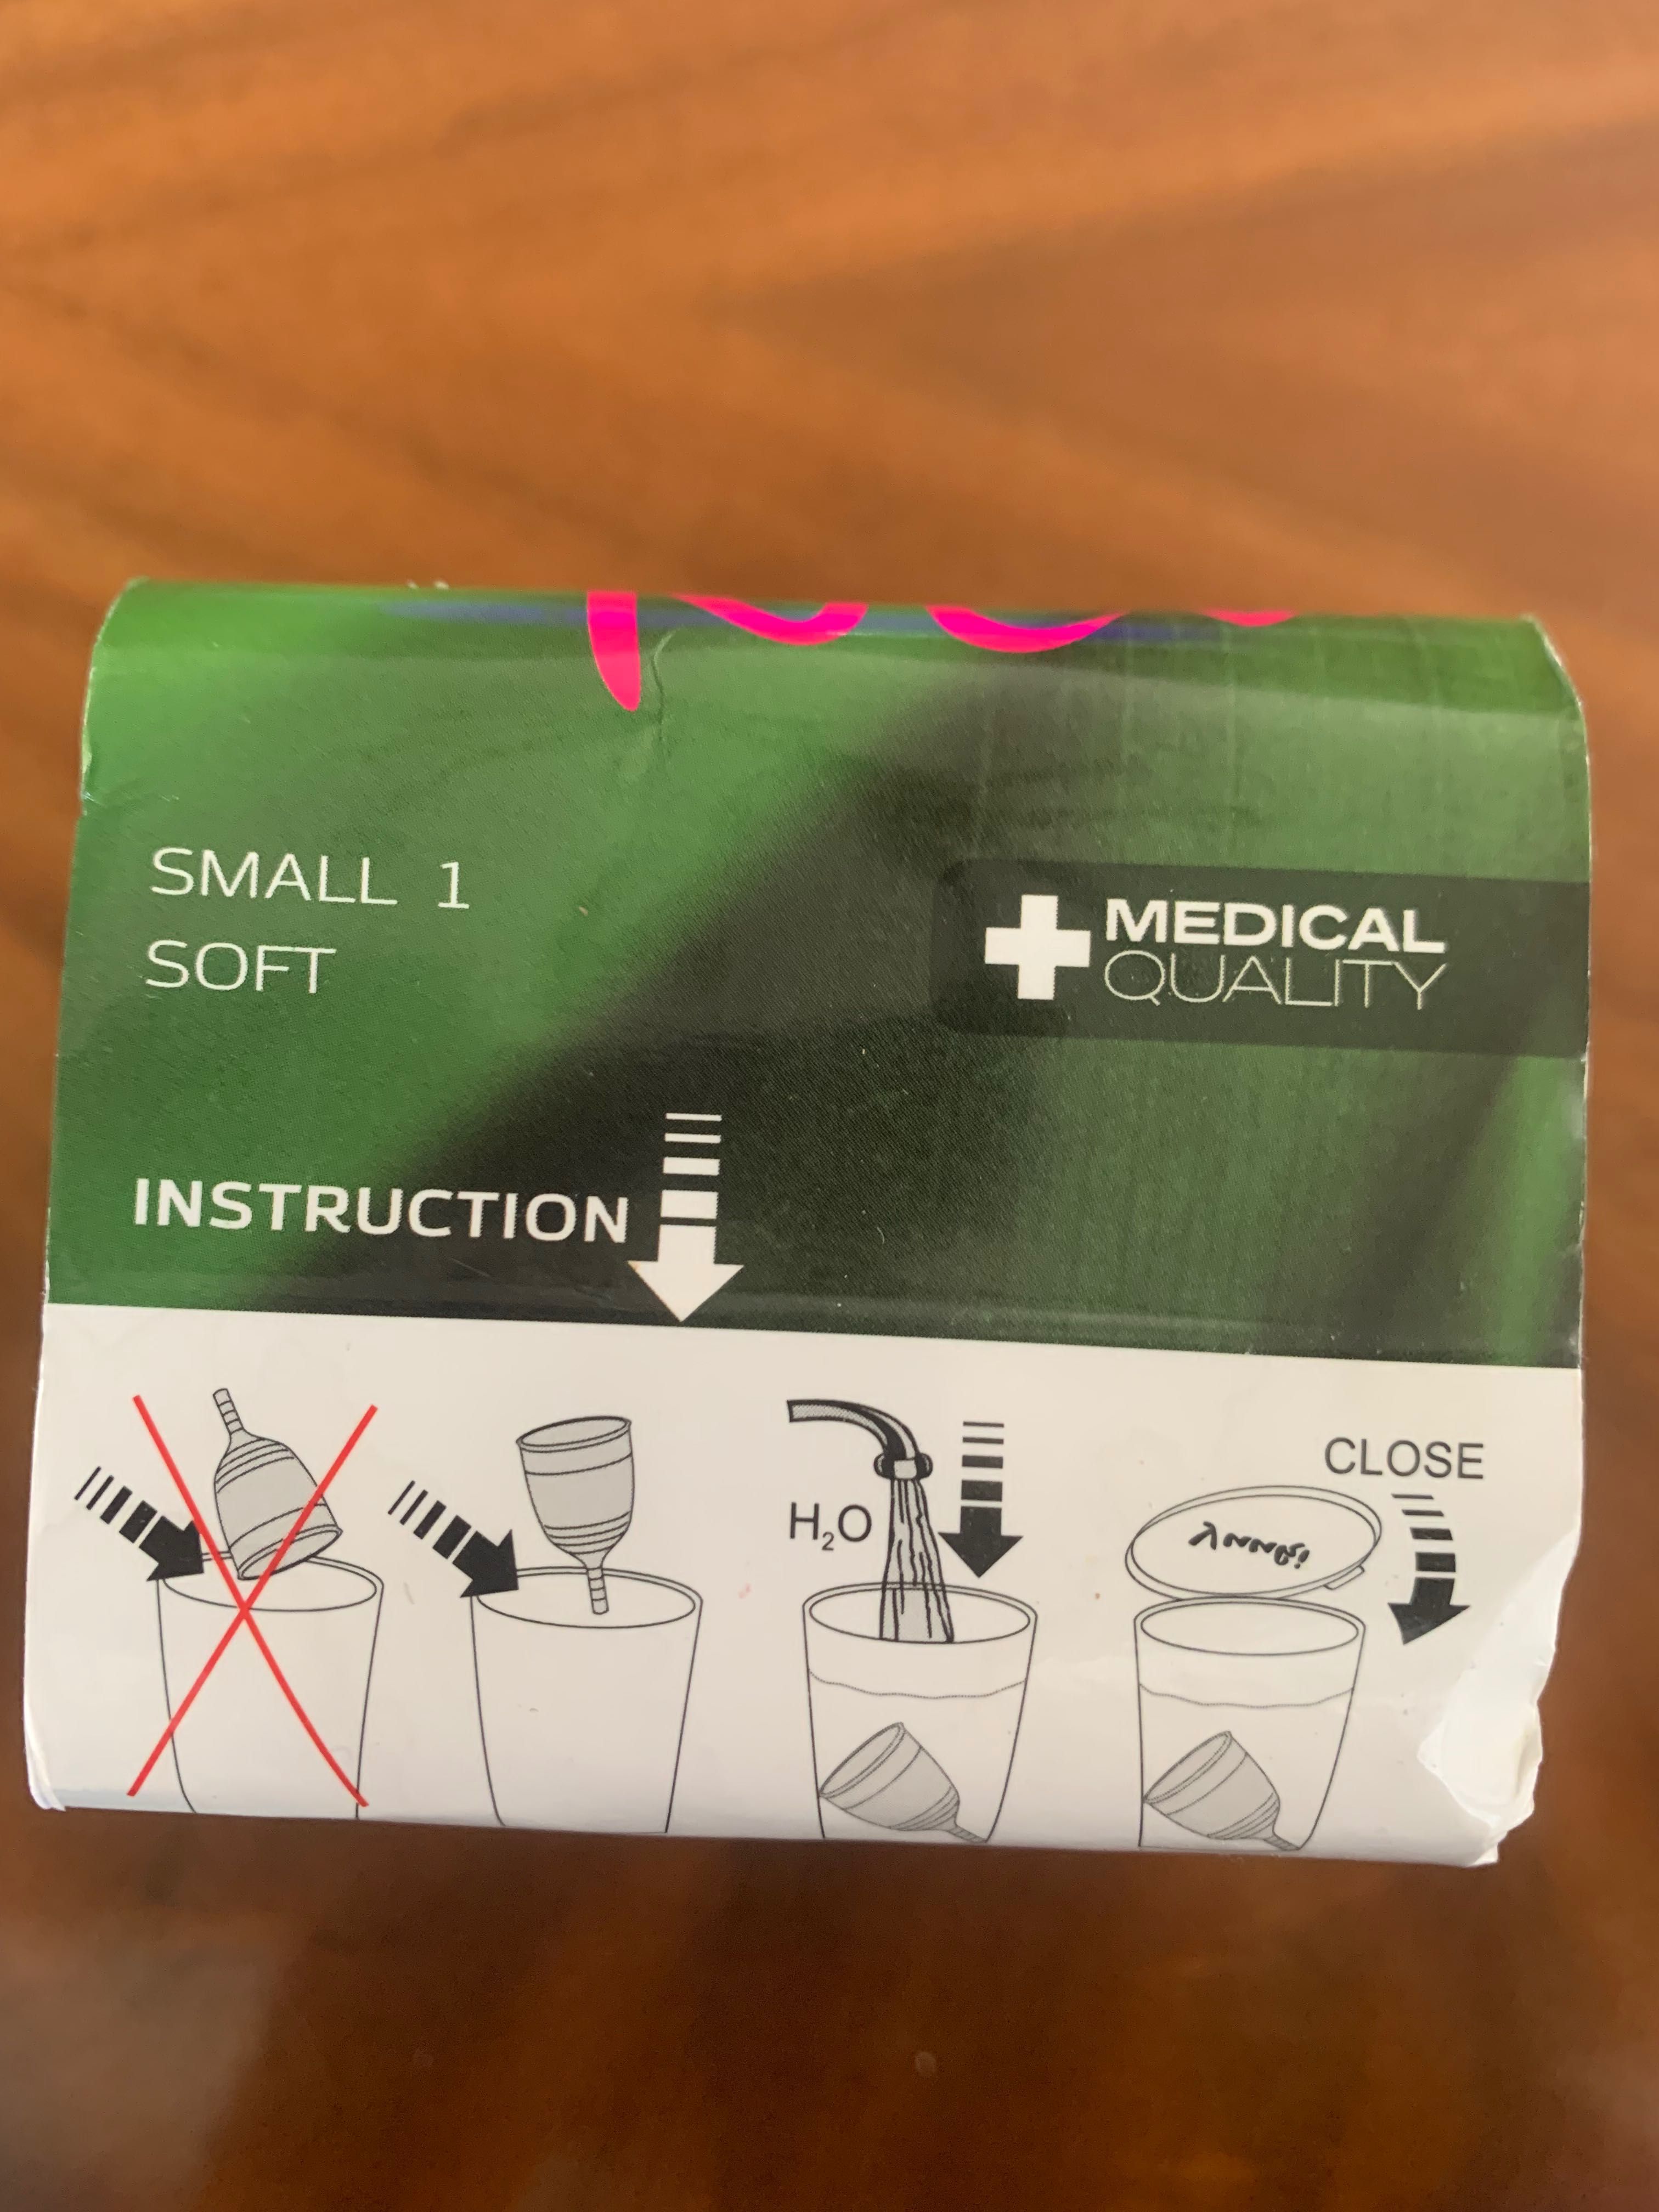 SMALL 1
SOFT
MEDICAL
QUALITY
INSTRUCTION
H₂O
CLOSE